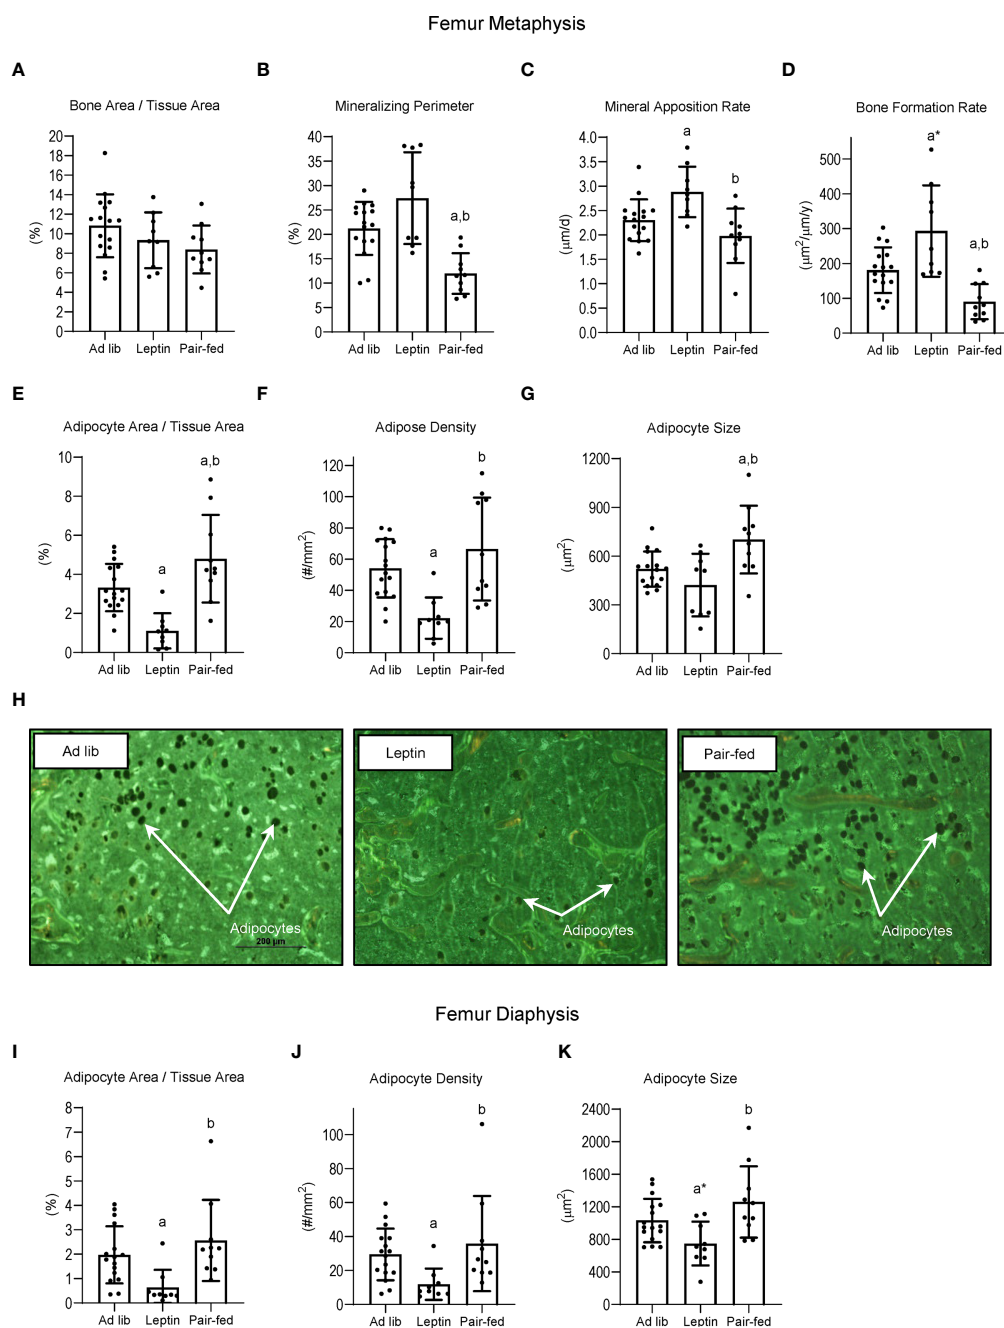 Femur Metaphysis
A
B
C
D
Bone Area / Tissue Area
Mineralizing Perimeter
Mineral Apposition Rate
Bone Formation Rate
(%)
20
18
16
14
12
10
8
6
4
2
0
Ad lib Leptin Pair-fed
(%)
40
35
30
25
20
15
10
5
0
a,b
Ad lib Leptin Pair-fed
(μm/d)
4.0
3.5
3.0
2.5
2.0
1.5
1.0
0.5
0.0
a
b
Ad lib Leptin Pair-fed
(μm²/μm/y)
500
400
300
200
100
0
a*
a,b
Ad lib Leptin Pair-fed
E
F
G
Adipocyte Area / Tissue Area
Adipose Density
Adipocyte Size
(%)
10
8
6
4
2
0
a
a,b
Ad lib Leptin Pair-fed
(#/mm²)
120
100
80
60
40
20
0
a
b
Ad lib Leptin Pair-fed
(μm²)
1200
900
600
300
0
a,b
Ad lib Leptin Pair-fed
H
Ad lib
Adipocytes
200 μm
Leptin
Adipocytes
Pair-fed
Adipocytes
Femur Diaphysis
I
J
K
Adipocyte Area / Tissue Area
Adipocyte Density
Adipocyte Size
(%)
8
7
6
5
4
3
2
1
0
a
b
Ad lib Leptin Pair-fed
(#/mm²)
100
80
60
40
20
0
a
b
Ad lib Leptin Pair-fed
(μm²)
2400
2000
1600
1200
800
400
0
a*
b
Ad lib Leptin Pair-fed